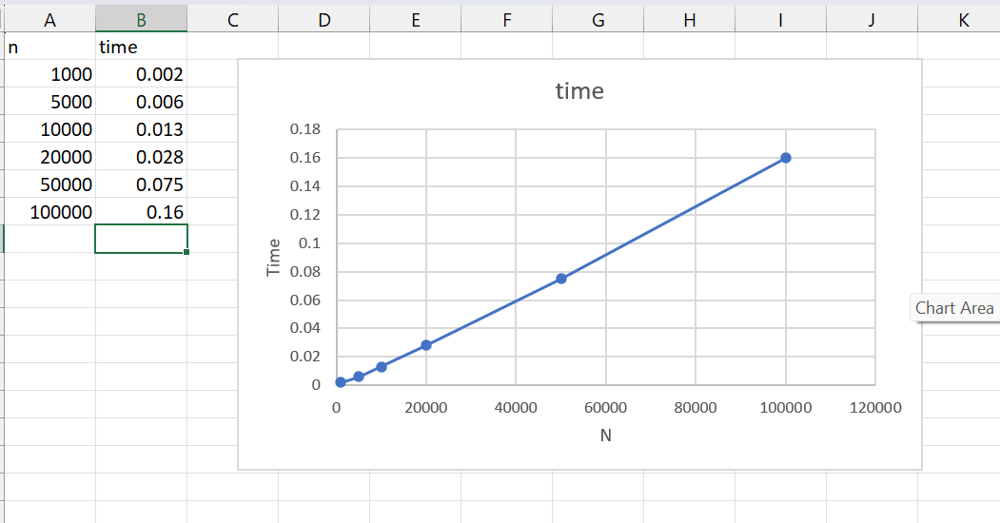 A B C D E F G H I J K
n time
1000 0.002
5000 0.006
10000 0.013
20000 0.028
50000 0.075
100000 0.16
time
0.18
0.16
0.14
0.12
0.1
0.08
0.06
0.04
0.02
0
Time
0 20000 40000 60000 80000 100000 120000
N
Chart Area